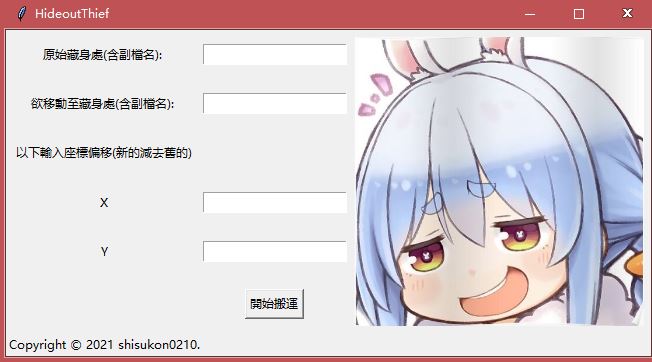 HideoutThief
原始藏身處(含副檔名):
欲移動至藏身處(含副檔名):
以下輸入座標偏移(新的減去舊的)
X
Y
開始搬運
Copyright © 2021 shisukon0210.